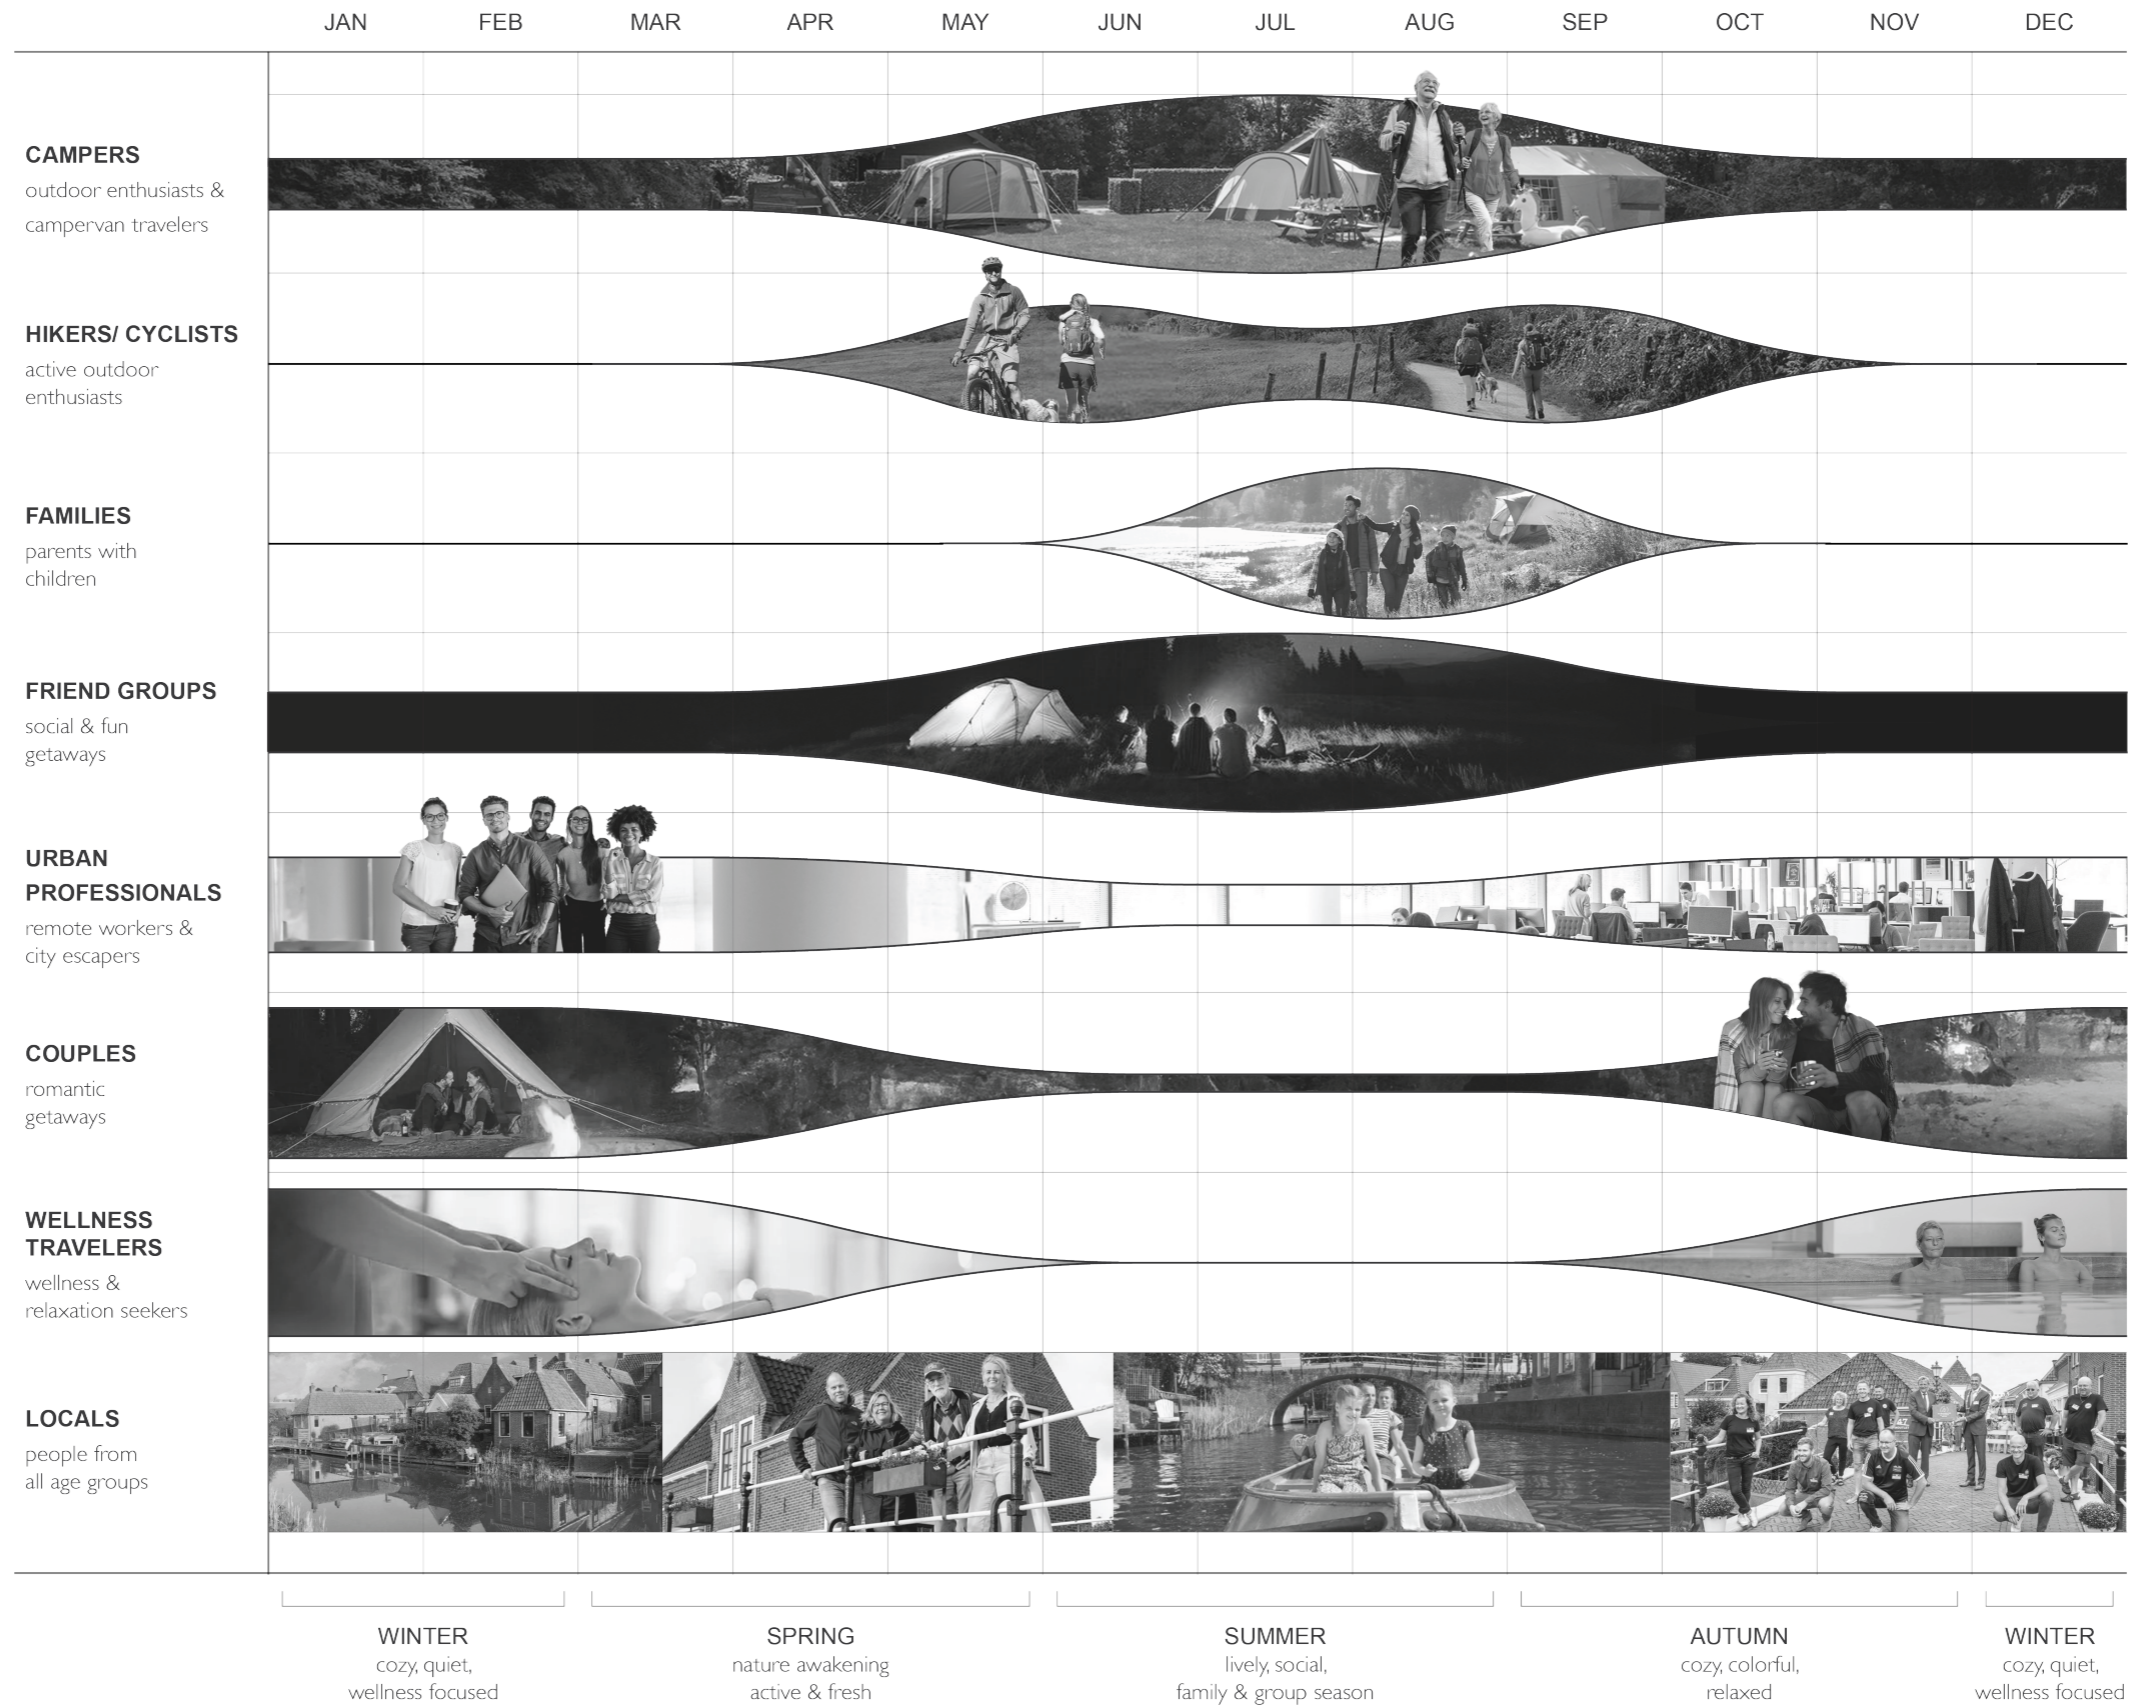 JAN FEB MAR APR MAY JUN JUL AUG SEP OCT NOV DEC
CAMPERS
outdoor enthusiasts &
campervan travelers
HIKERS/ CYCLISTS
active outdoor
enthusiasts
FAMILIES
parents with
children
FRIEND GROUPS
social & fun
getaways
URBAN
PROFESSIONALS
remote workers &
city escapers
COUPLES
romantic
getaways
WELLNESS
TRAVELERS
wellness &
relaxation seekers
LOCALS
people from
all age groups
WINTER
cozy, quiet,
wellness focused
SPRING
nature awakening
active & fresh
SUMMER
lively, social,
family & group season
AUTUMN
cozy, colorful,
relaxed
WINTER
cozy, quiet,
wellness focused